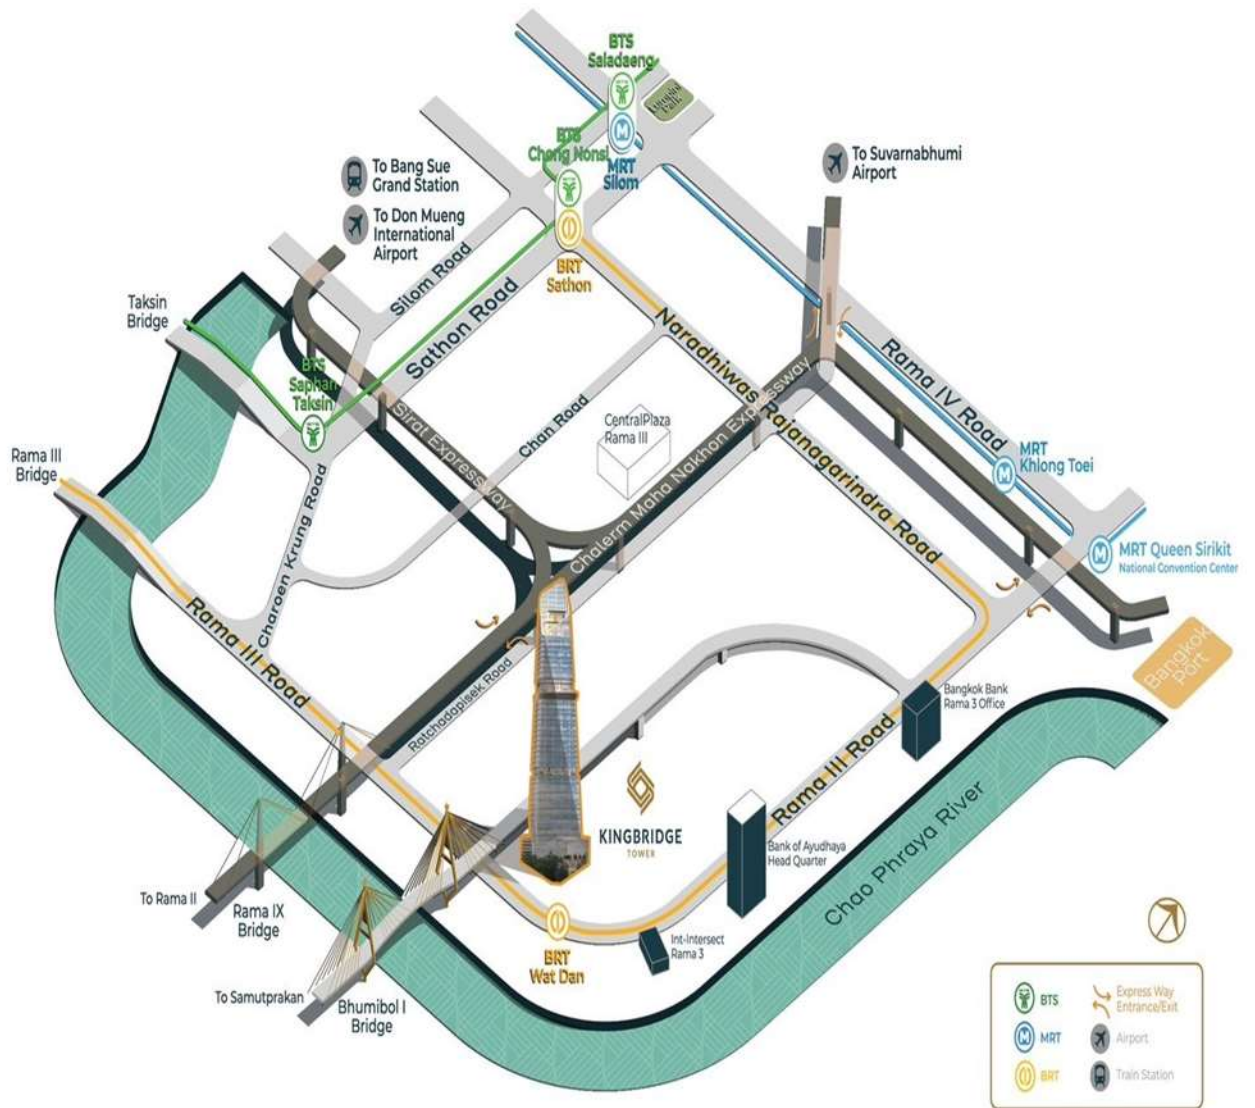 BTS
Saladaeng
Lumpini
Park
BTS
Chong Nonsi
MRT
Silom
To Bang Sue
Grand Station
To Don Mueng
International
Airport
To Suvarnabhumi
Airport
BRT
Sathon
Silom Road
Sathon Road
Taksin
Bridge
BTS
Saphan
Taksin
Sirat Expressway
Chan Road
CentralPlaza
Rama III
Chalerm Maha Nakhon Expressway
Naradhiwas Rajanagarindra Road
Rama IV Road
MRT
Khlong Toei
MRT Queen Sirikit
National Convention Center
Rama III
Bridge
Charoen Krung Road
Rama III Road
Ratchadapisek Road
Bangkok
Port
Bangkok Bank
Rama 3 Office
KINGBRIDGE
TOWER
Rama III Road
Bank of Ayudhaya
Head Quarter
Chao Phraya River
To Rama II
Rama IX
Bridge
BRT
Wat Dan
Int-Intersect
Rama 3
To Samutprakan
Bhumibol I
Bridge
BTS
Express Way
Entrance/Exit
MRT
Airport
BRT
Train Station